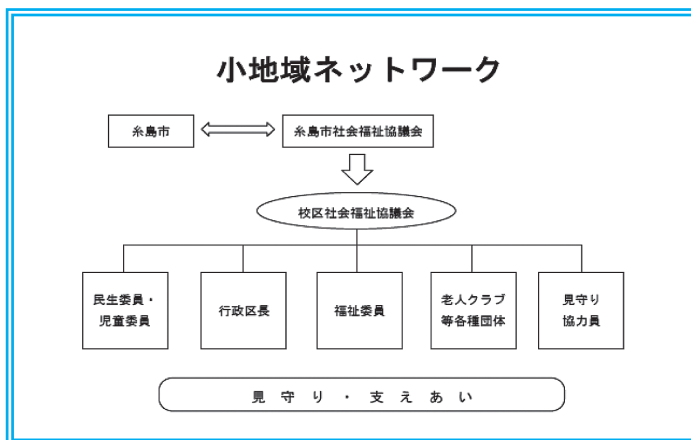 小地域ネットワーク
糸島市
糸島市社会福祉協議会
校区社会福祉協議会
民生委員・
児童委員
行政区長
福祉委員
老人クラブ
等各種団体
見守り
協力員
見守り・支えあい